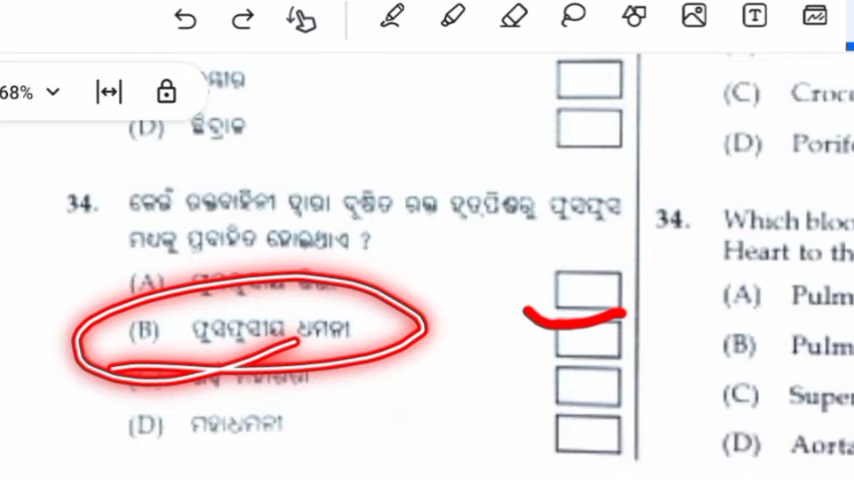 68%
(D) ଛିଦ୍ରାଳ
34. କେଉଁ ରକ୍ତବାହିନୀ ଦ୍ୱାରା ଦୂଷିତ ରକ୍ତ ହୃତ୍‌ପିଣ୍ଡରୁ ଫୁସଫୁସ
ମଧ୍ୟକୁ ପ୍ରବାହିତ ହୋଇଥାଏ ?
(A) ଫୁସଫୁସୀୟ
(B) ଫୁସଫୁସୀୟ ଧମନୀ
(D) ମହାଧମନୀ
(C) Croc
(D) Porif
34. Which bloo
Heart to th
(A) Pulm
(B) Pulm
(C) Super
(D) Aorta